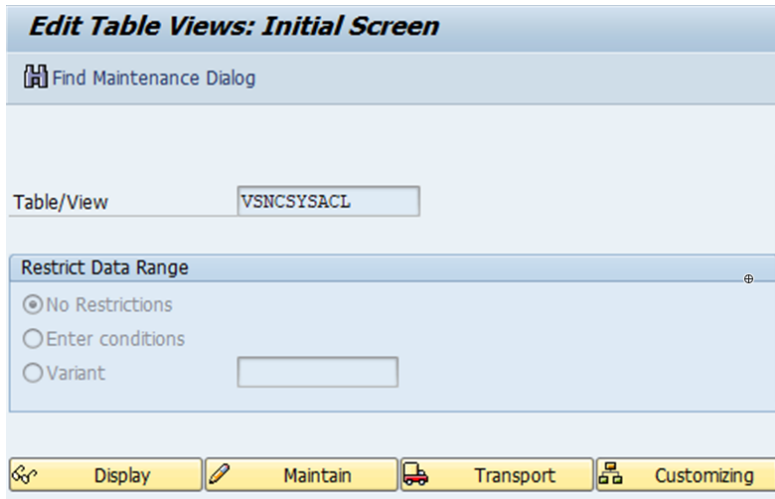 Edit Table Views: Initial Screen
Find Maintenance Dialog
Table/View VSNCSYSACL
Restrict Data Range
No Restrictions
Enter conditions
Variant
Display Maintain Transport Customizing